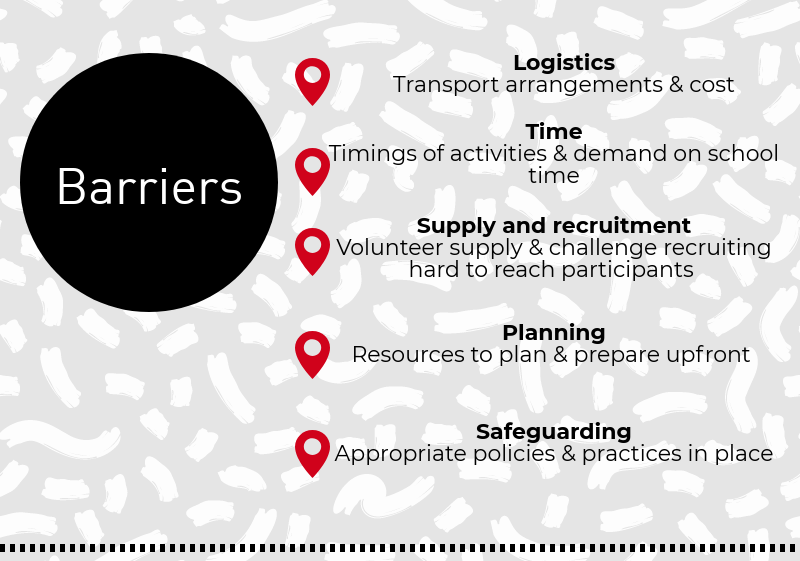 Barriers
Logistics
Transport arrangements & cost
Time
Timings of activities & demand on school
time
Supply and recruitment
Volunteer supply & challenge recruiting
hard to reach participants
Planning
Resources to plan & prepare upfront
Safeguarding
Appropriate policies & practices in place